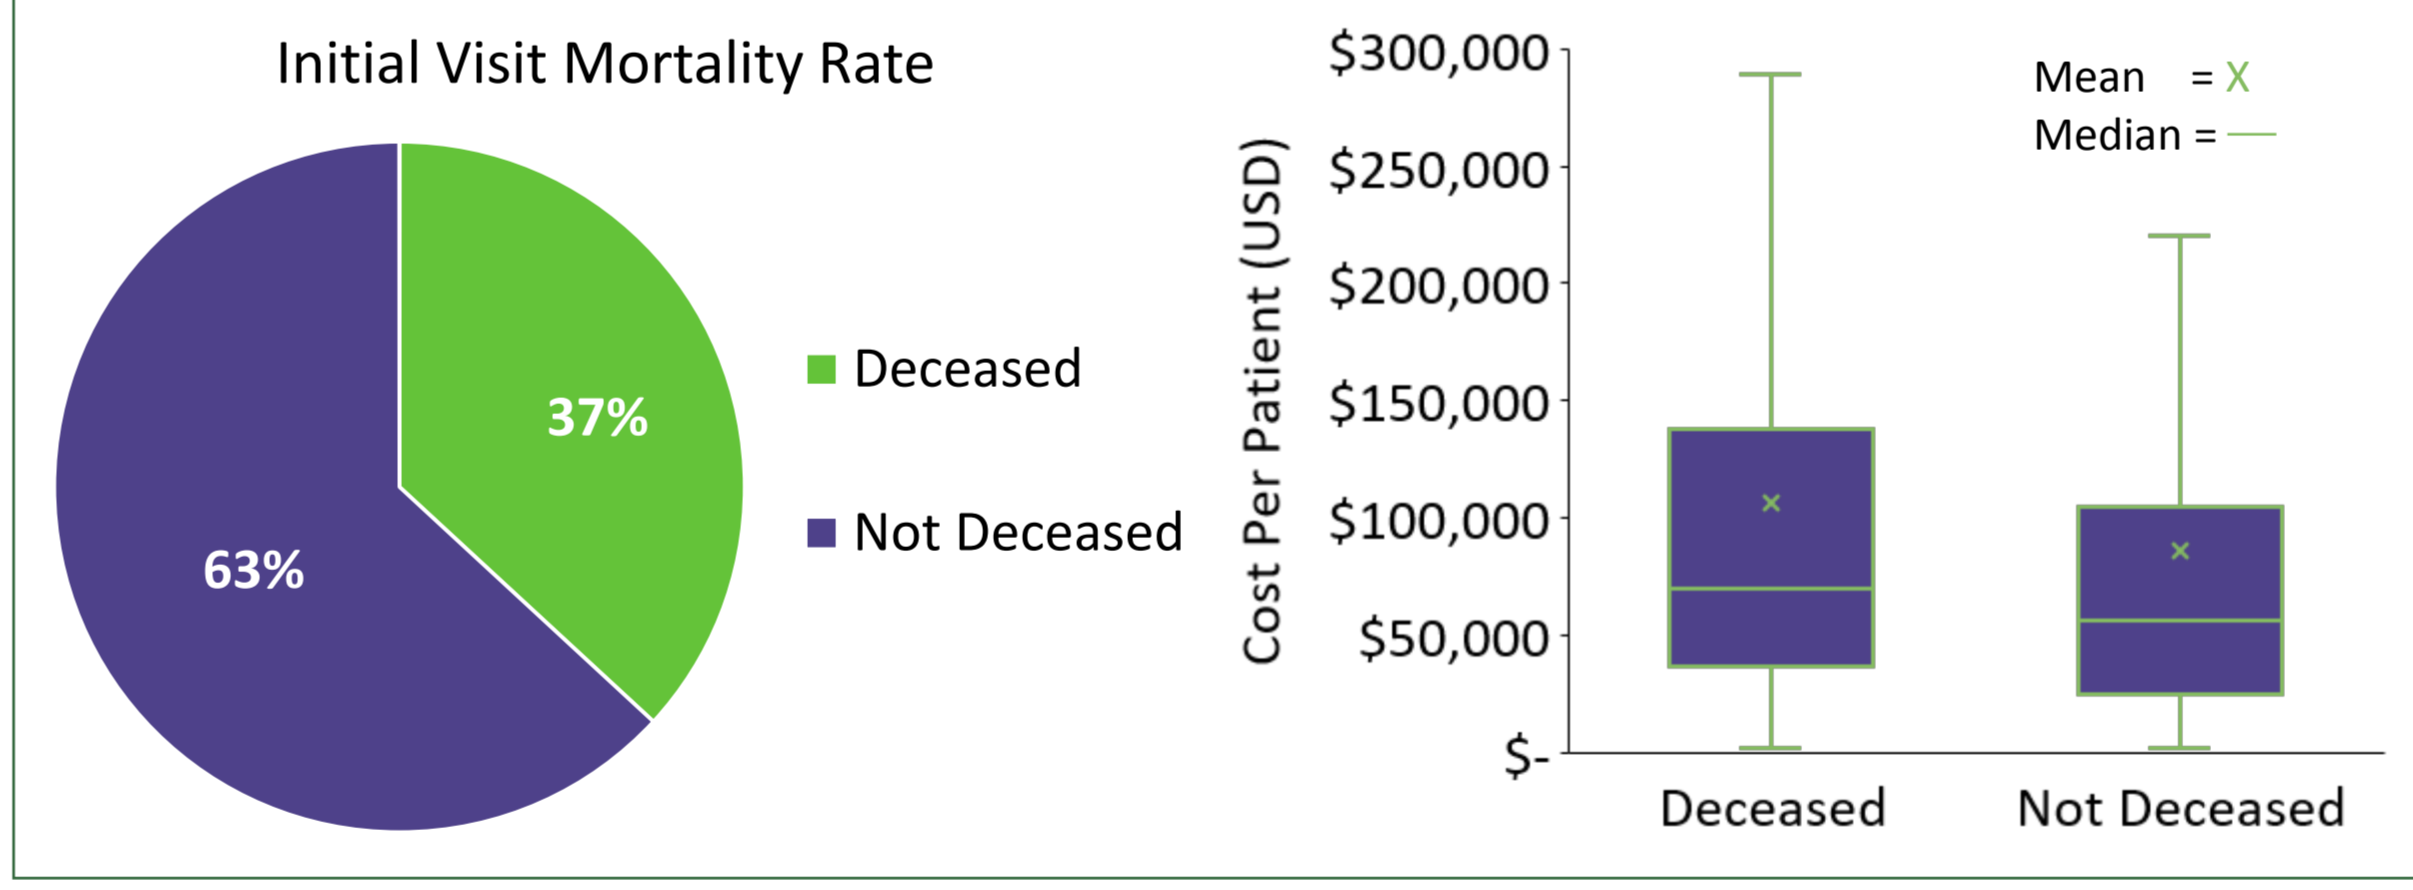 Initial Visit Mortality Rate
37%
63%
Deceased
Not Deceased
Cost Per Patient (USD)
$300,000
$250,000
$200,000
$150,000
$100,000
$50,000
$-
Mean = X
Median =
Deceased
Not Deceased